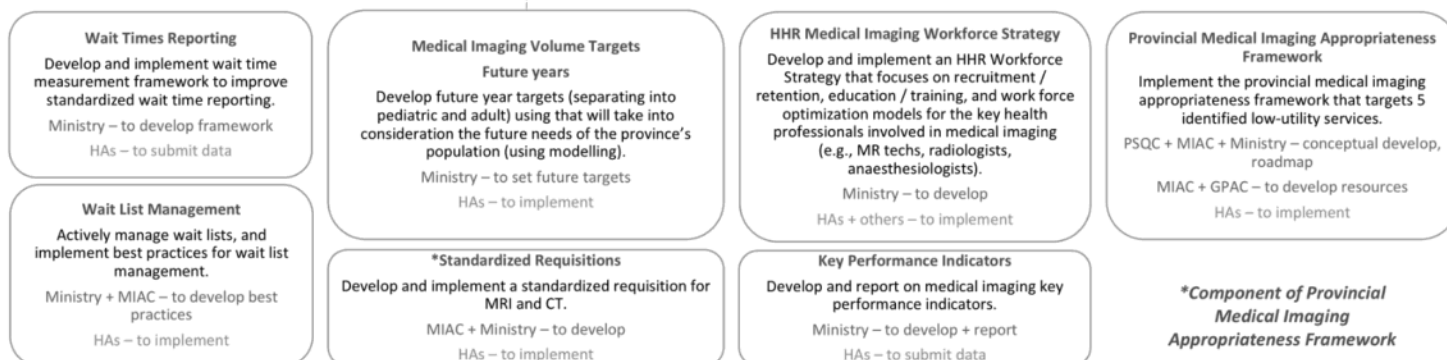 Wait Times Reporting
Develop and implement wait time
measurement framework to improve
standardized wait time reporting.
Ministry – to develop framework
HAs – to submit data
Wait List Management
Actively manage wait lists, and
implement best practices for wait list
management.
Ministry + MIAC – to develop best
practices
HAs – to implement
Medical Imaging Volume Targets
Future years
Develop future year targets (separating into
pediatric and adult) using that will take into
consideration the future needs of the province's
population (using modelling).
Ministry – to set future targets
HAs – to implement
*Standardized Requisitions
Develop and implement a standardized requisition for
MRI and CT.
MIAC + Ministry – to develop
HAs – to implement
HHR Medical Imaging Workforce Strategy
Develop and implement an HHR Workforce
Strategy that focuses on recruitment /
retention, education / training, and work force
optimization models for the key health
professionals involved in medical imaging
(e.g., MR techs, radiologists,
anaesthesiologists).
Ministry – to develop
HAs + others – to implement
Key Performance Indicators
Develop and report on medical imaging key
performance indicators.
Ministry – to develop + report
HAs – to submit data
Provincial Medical Imaging Appropriateness
Framework
Implement the provincial medical imaging
appropriateness framework that targets 5
identified low-utility services.
PSQC + MIAC + Ministry – conceptual develop,
roadmap
MIAC + GPAC – to develop resources
HAs – to implement
*Component of Provincial
Medical Imaging
Appropriateness Framework